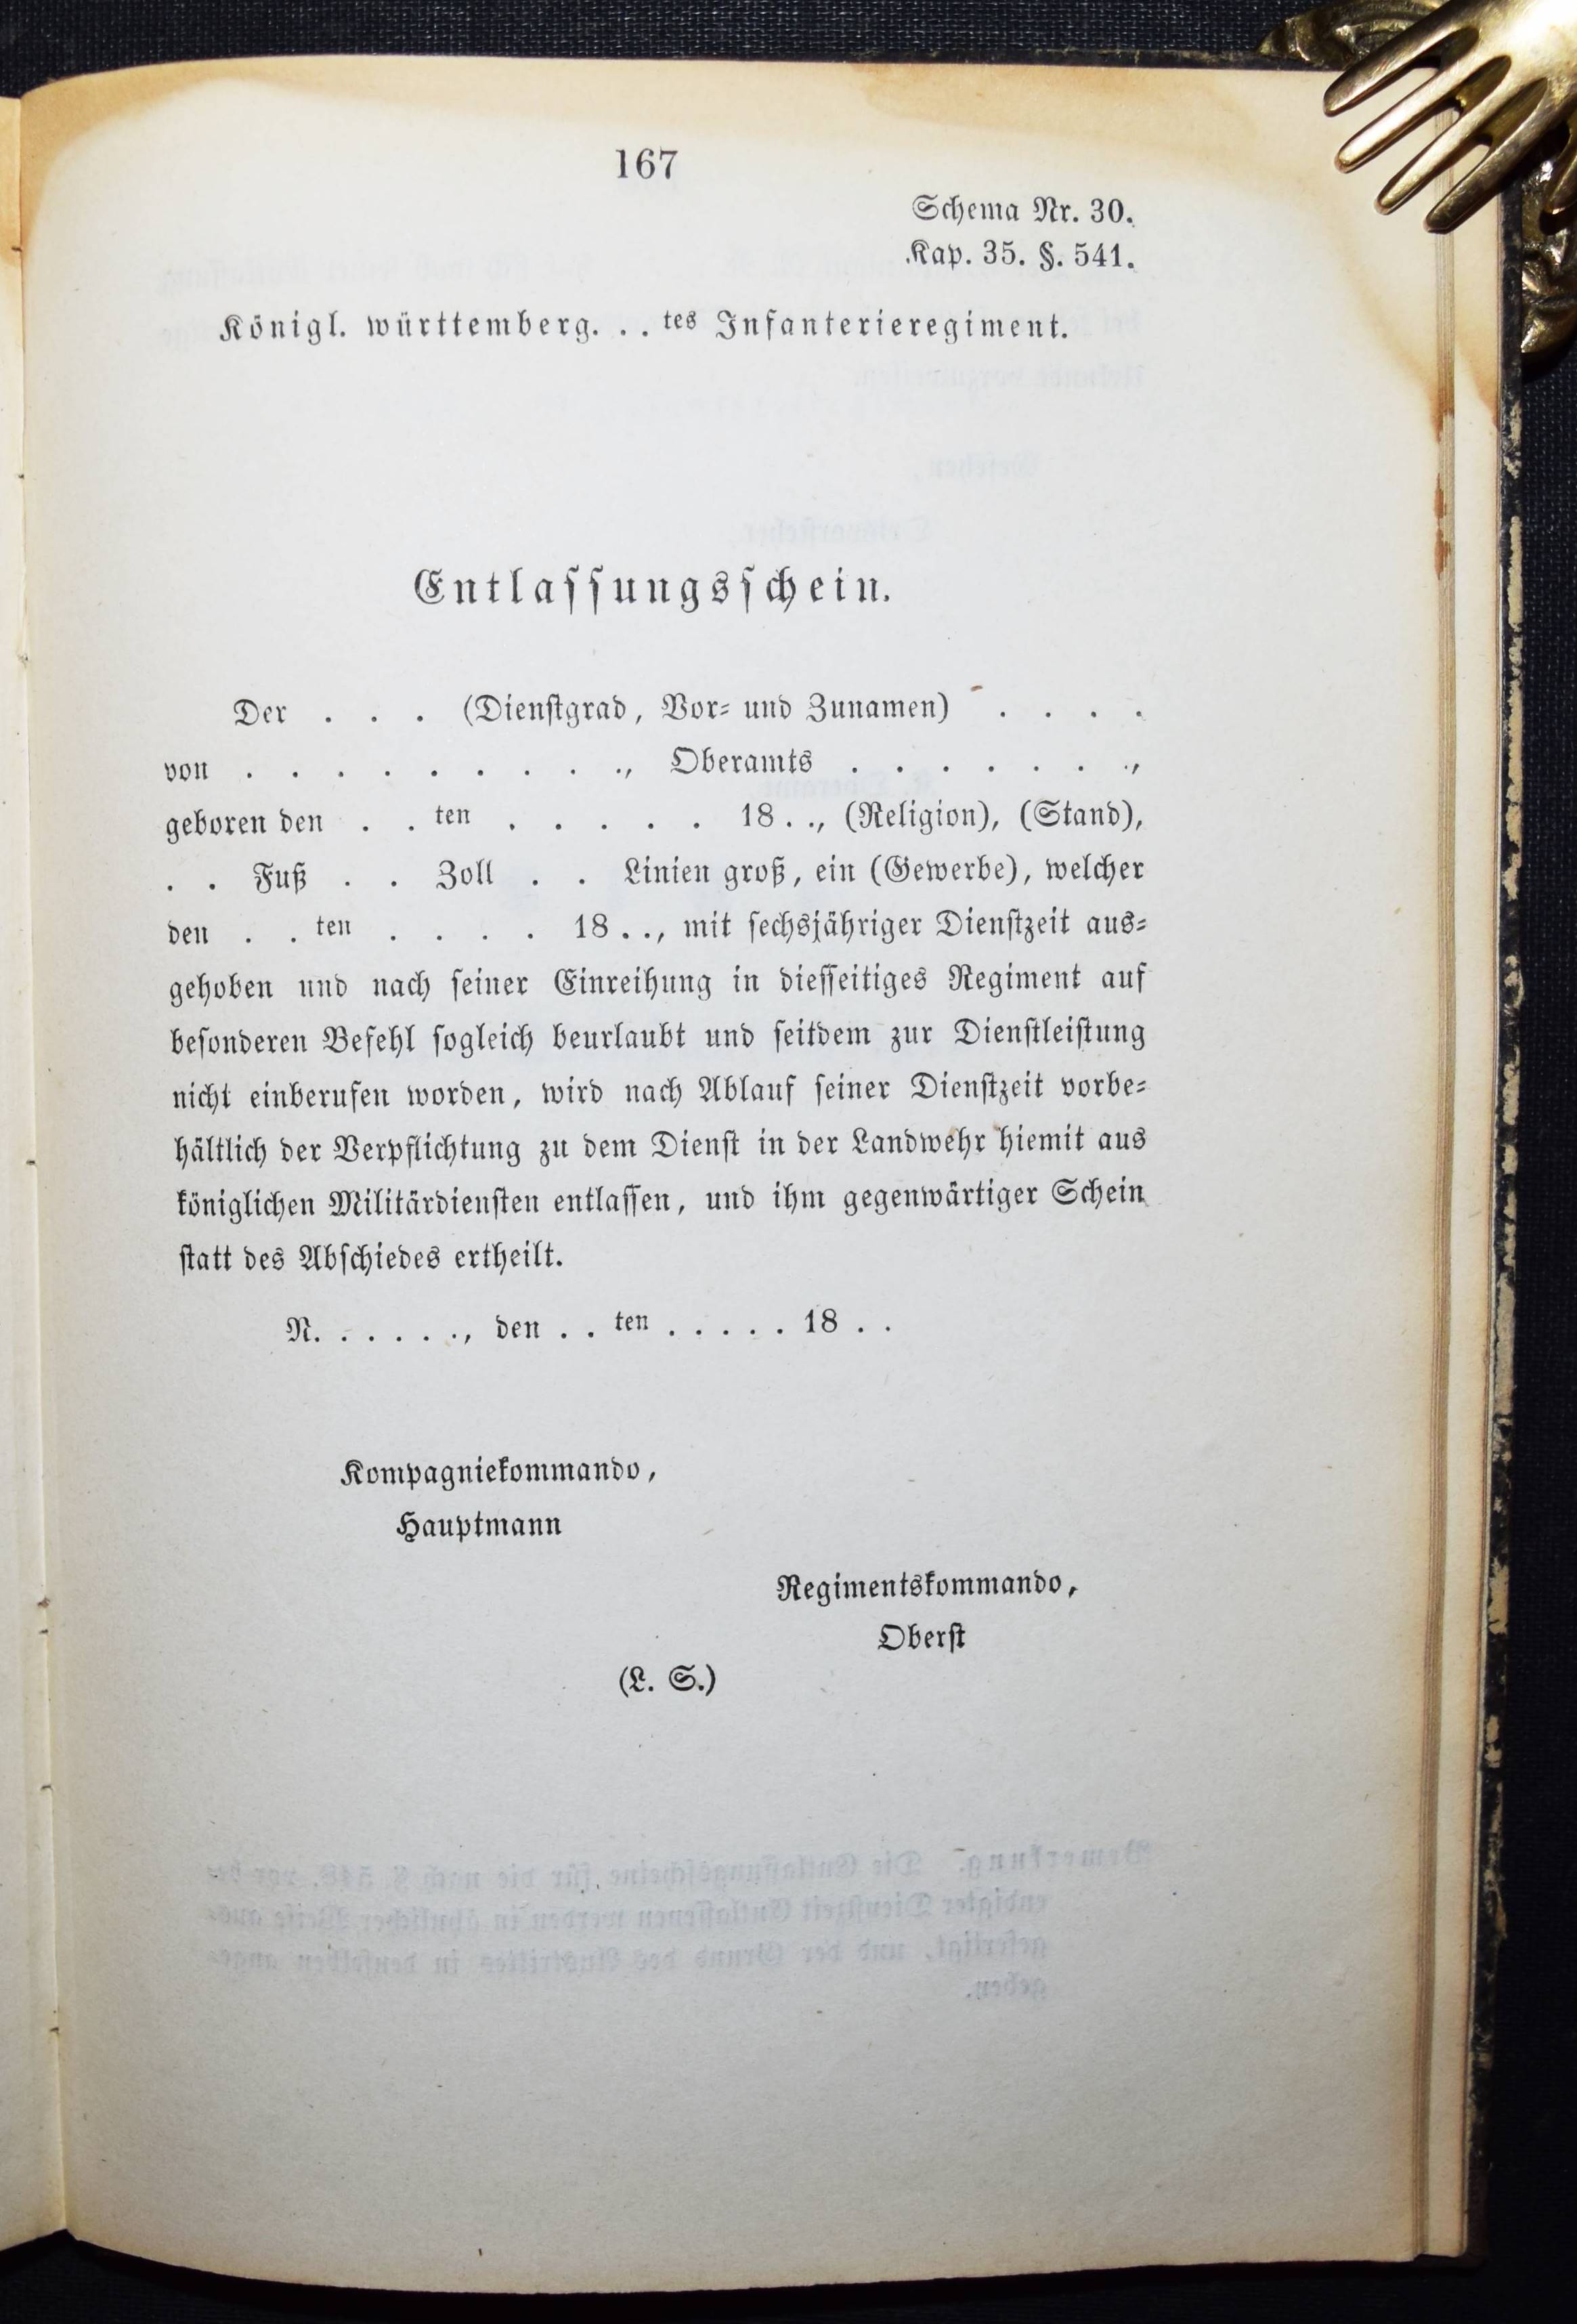 167
Schema Nr. 30.
Kap. 35. §. 541.
Königl. württemberg. . . tes Infanterieregiment.
Entlassungsschein.
Der . . . (Dienstgrad, Vor- und Zunamen) . . . .
von . . . . . . . . . ., Oberamts . . . . . . .,
geboren den . . ten . . . . . 18 . ., (Religion), (Stand),
. . Fuß . . Zoll . . Linien groß, ein (Gewerbe), welcher
den . . ten . . . . 18 . ., mit sechsjähriger Dienstzeit aus-
gehoben und nach seiner Einreihung in diesseitiges Regiment auf
besonderen Befehl sogleich beurlaubt und seitdem zur Dienstleistung
nicht einberufen worden, wird nach Ablauf seiner Dienstzeit vorbe-
hältlich der Verpflichtung zu dem Dienst in der Landwehr hiemit aus
königlichen Militärdiensten entlassen, und ihm gegenwärtiger Schein
statt des Abschiedes ertheilt.
N. . . . . ., den . . ten . . . . . 18 . .
Kompagniekommando,
Hauptmann
Regimentskommando,
Oberst
(L. S.)